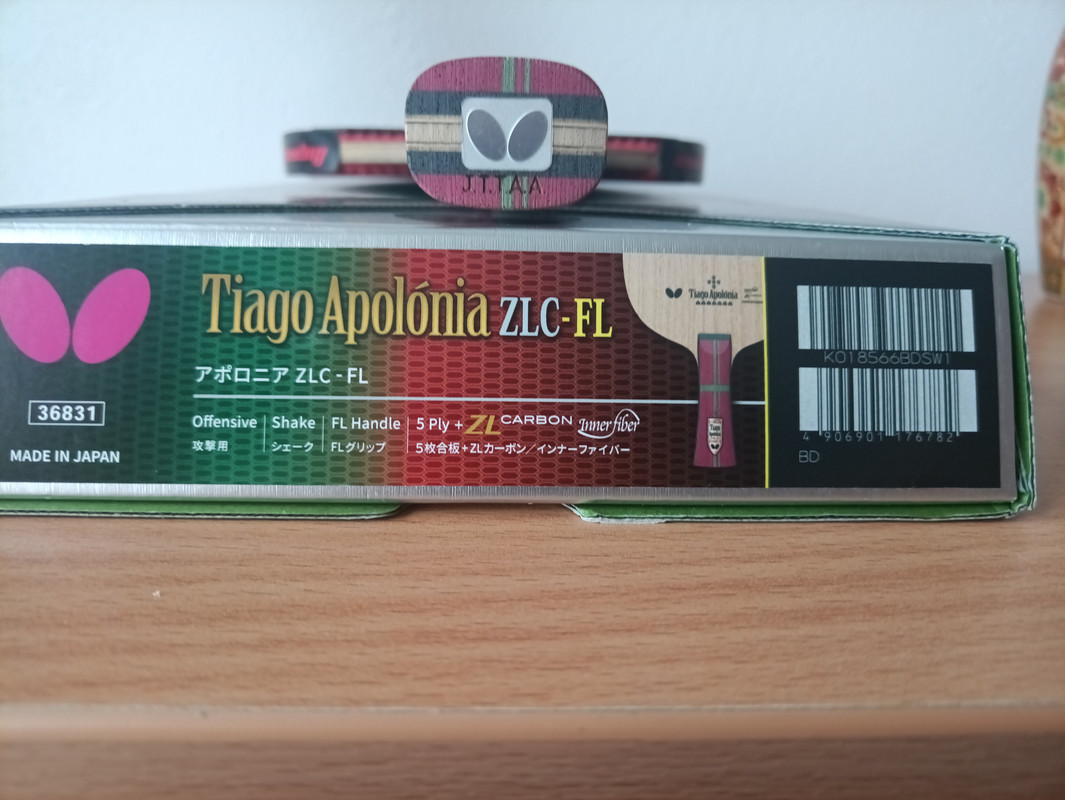 J.T.T.A.A.
Tiago Apolónia ZLC-FL
アポロニア ZLC - FL
36831
Offensive Shake FL Handle 5 Ply + ZL CARBON Inner fiber
攻撃用 シェーク FLグリップ 5枚合板+ZLカーボン/インナーファイバー
MADE IN JAPAN
Tiago Apolónia
K018566BDSW1
4 906901 176782
BD